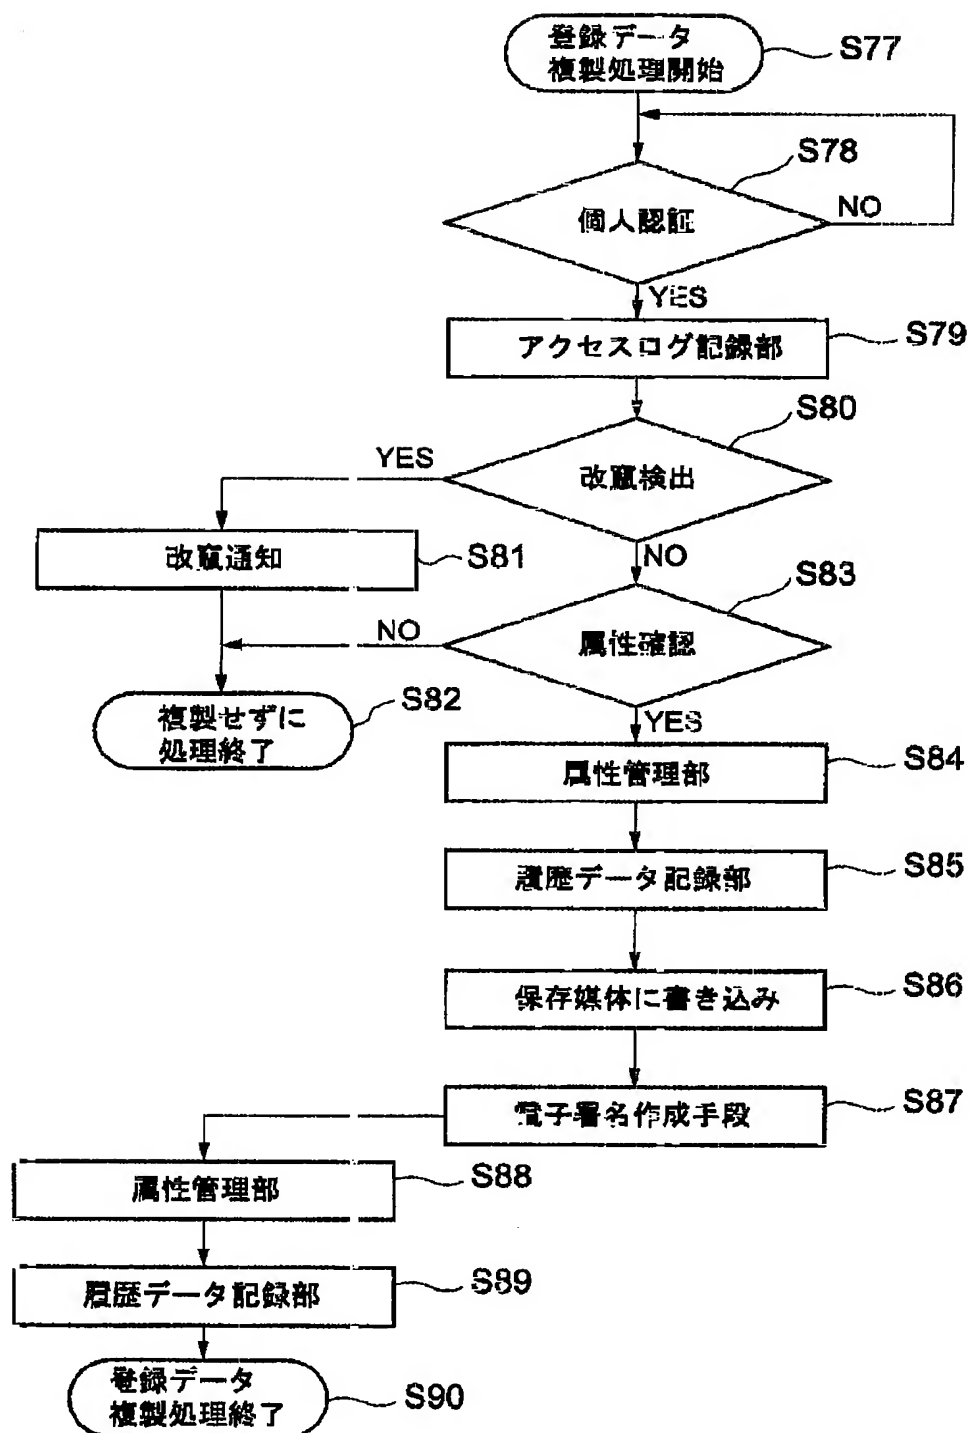 登録データ
複製処理開始
S77
S78
個人認証
NO
YES
アクセスログ記録部
S79
S80
YES
改竄検出
改竄通知
S81
NO
S83
NO
属性確認
複製せずに
処理終了
S82
YES
属性管理部
S84
履歴データ記録部
S85
保存媒体に書き込み
S86
電子署名作成手段
S87
属性管理部
S88
履歴データ記録部
S89
登録データ
複製処理終了
S90